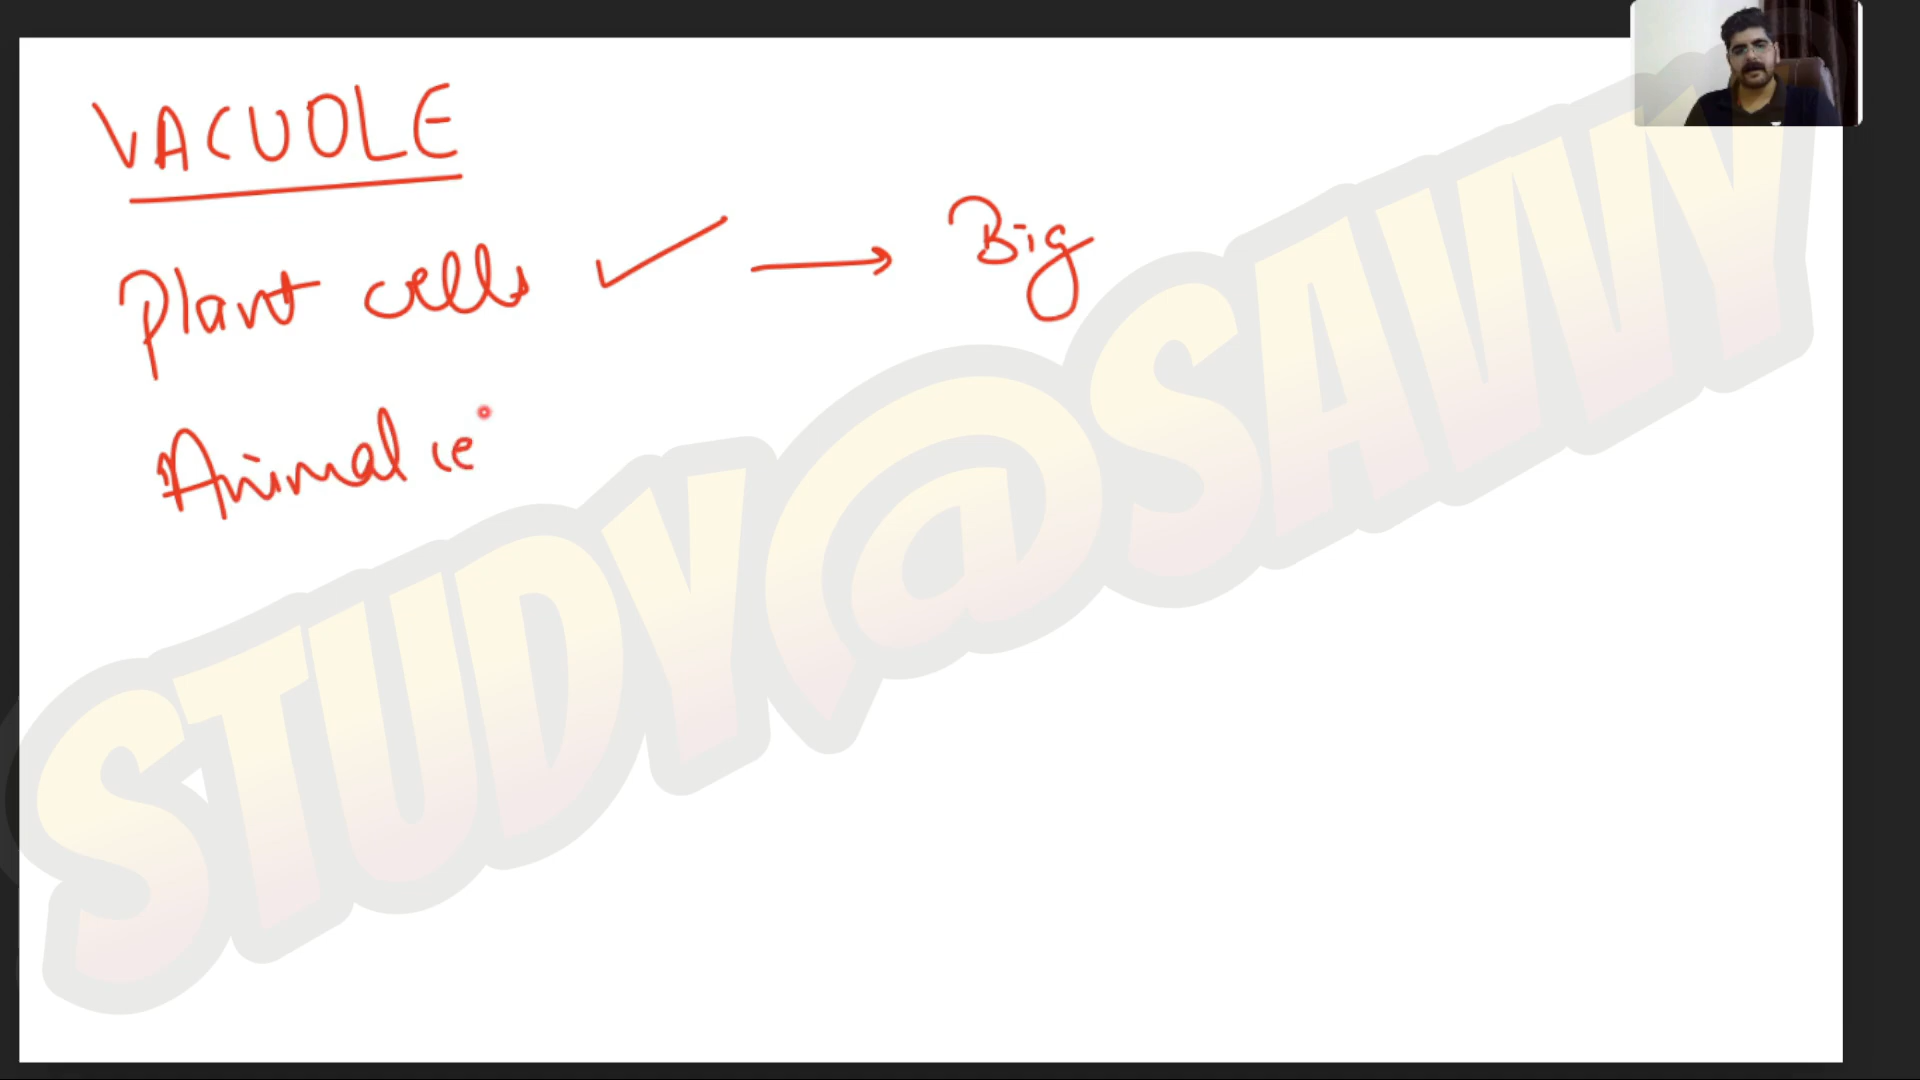 VACUOLE
Plant cells ✓ → Big
Animal ce
STUDY@SAVVY